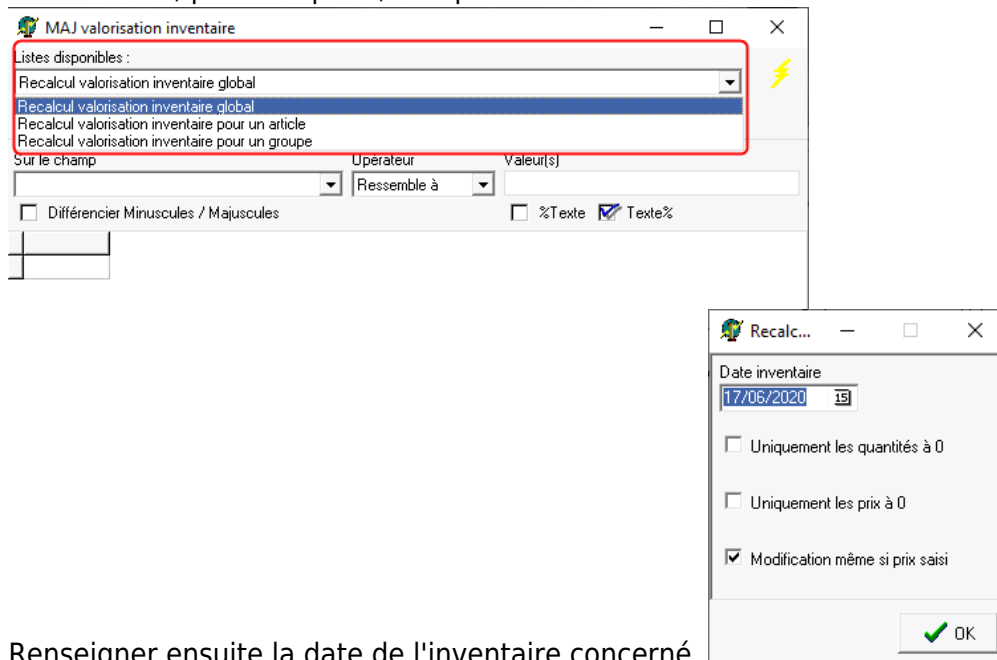 MAJ valorisation inventaire
Listes disponibles :
Recalcul valorisation inventaire global
Recalcul valorisation inventaire global
Recalcul valorisation inventaire pour un article
Recalcul valorisation inventaire pour un groupe
Sur le champ Opérateur Valeur(s)
Ressemble à
Différencier Minuscules / Majuscules %Texte Texte%
Recalc...
Date inventaire
17/06/2020 15
Uniquement les quantités à 0
Uniquement les prix à 0
Modification même si prix saisi
OK
Renseigner ensuite la date de l'inventaire concerné